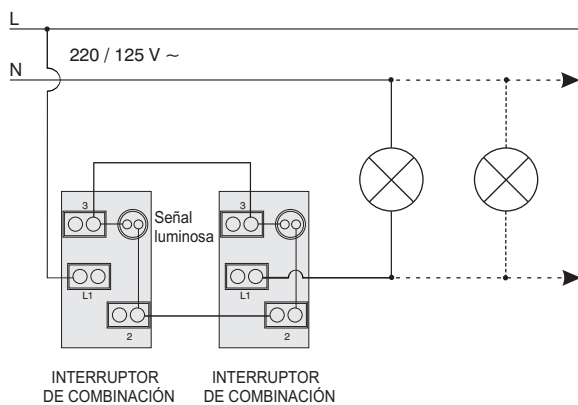 L
220 / 125 V ~
N
3
Señal
luminosa
3
L1
L1
2
2
INTERRUPTOR
DE COMBINACIÓN
INTERRUPTOR
DE COMBINACIÓN